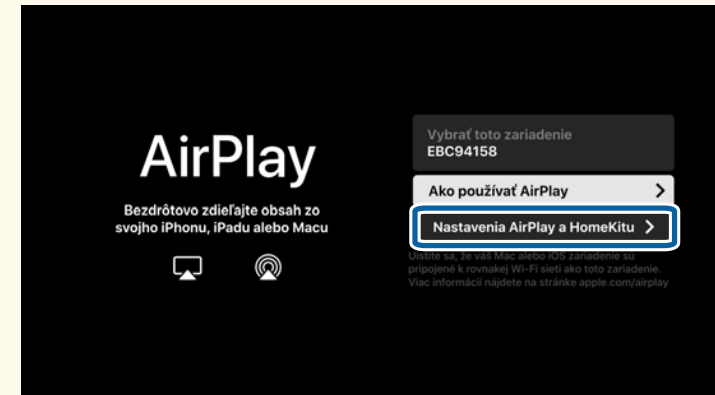 AirPlay
Bezdrôtovo zdieľajte obsah zo
svojho iPhonu, iPadu alebo Macu
Vybrať toto zariadenie
EBC94158
Ako používať AirPlay
Nastavenia AirPlay a HomeKitu
Uistite sa, že váš Mac alebo iOS zariadenie sú
pripojené k rovnakej Wi-Fi sieti ako toto zariadenie.
Viac informácií nájdete na stránke apple.com/airplay